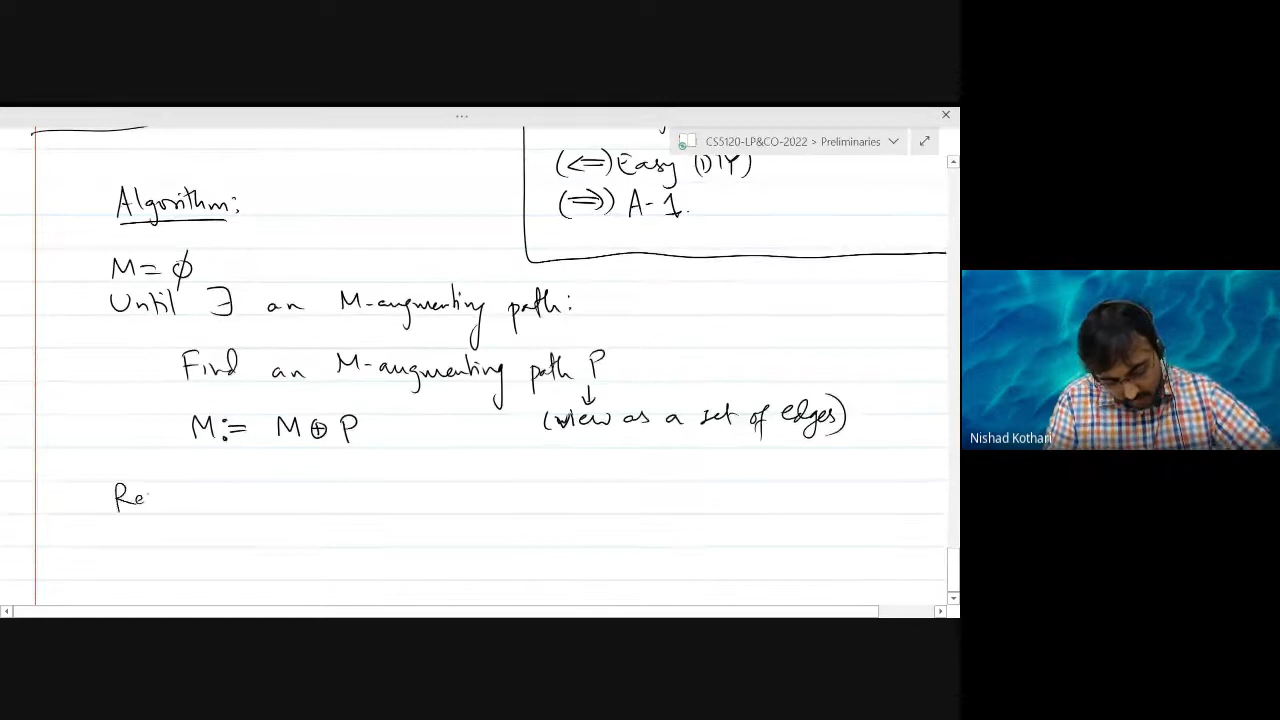 CS5120-LP&CO-2022 > Preliminaries
(⇐) Easy (DIY)
(⇒) A-1.
Algorithm:
M = ∅
Until ∃ an M-augmenting path:
Find an M-augmenting path P
↓
(view as a set of edges)
M := M ⊕ P
Re
Nishad Kothari